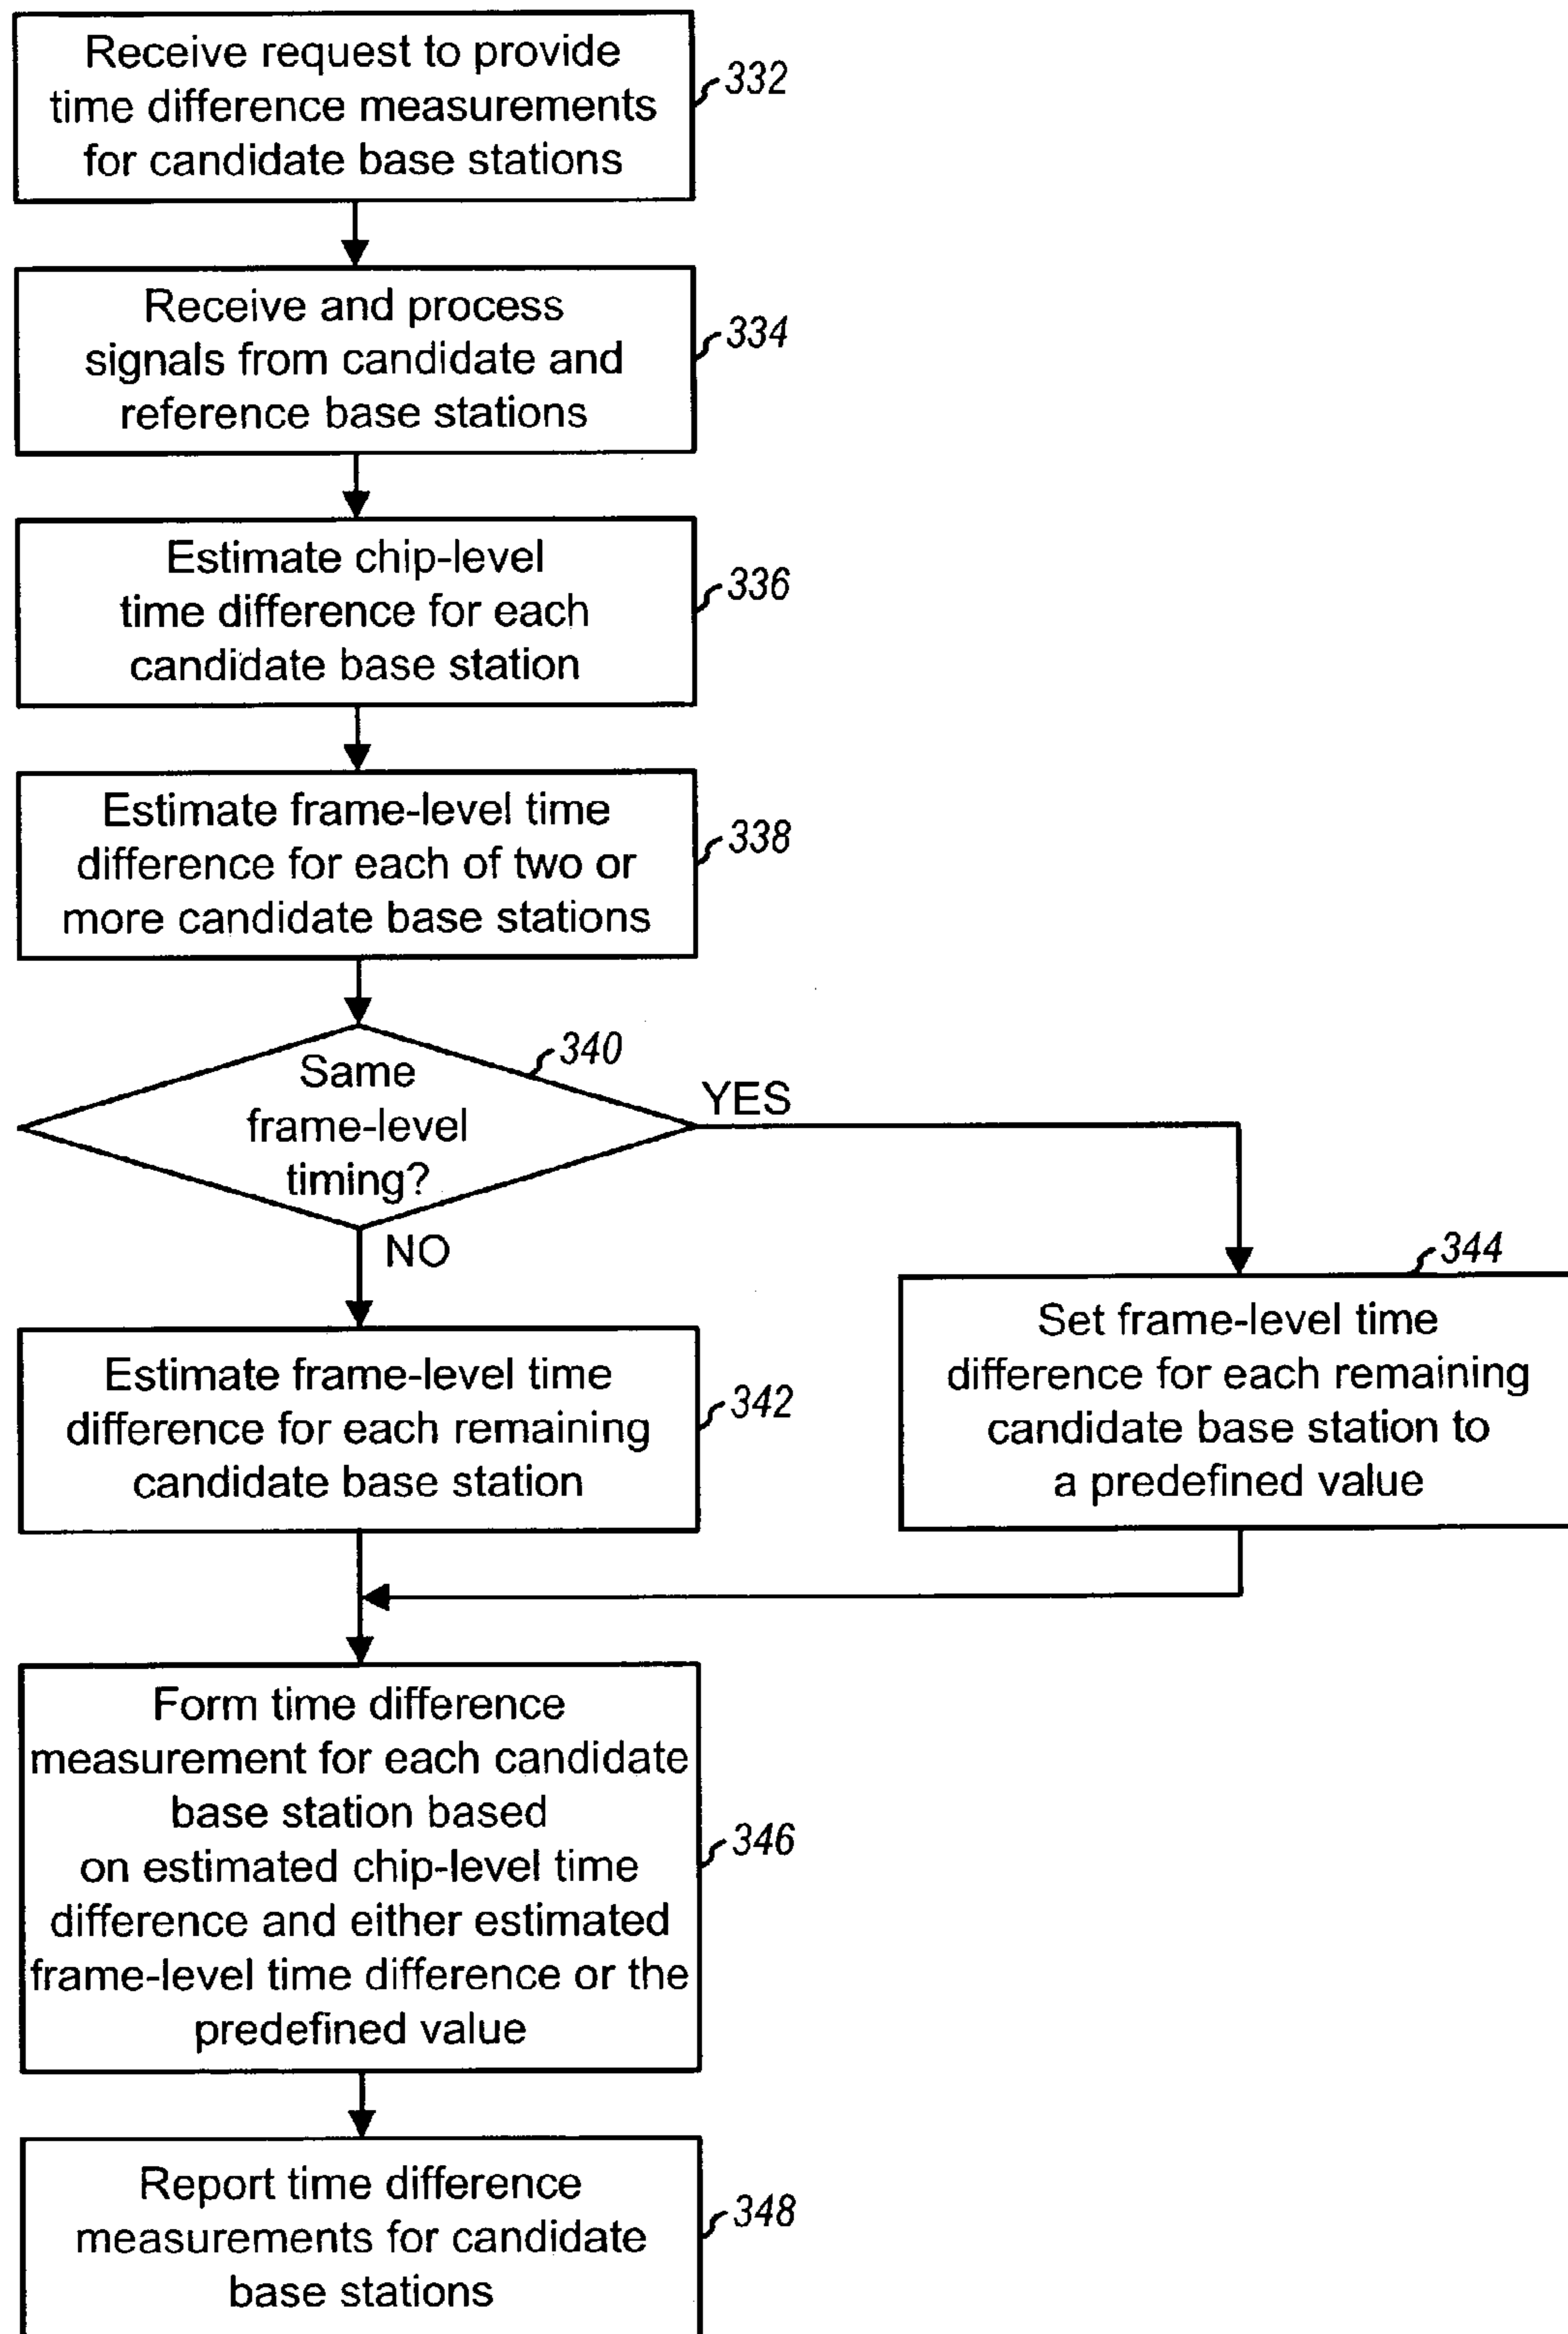 Receive request to provide
time difference measurements
for candidate base stations
332
Receive and process
signals from candidate and
reference base stations
334
Estimate chip-level
time difference for each
candidate base station
336
Estimate frame-level time
difference for each of two or
more candidate base stations
338
Same
frame-level
timing?
340
YES
NO
Estimate frame-level time
difference for each remaining
candidate base station
342
344
Set frame-level time
difference for each remaining
candidate base station to
a predefined value
Form time difference
measurement for each candidate
base station based
on estimated chip-level time
difference and either estimated
frame-level time difference or the
predefined value
346
Report time difference
measurements for candidate
base stations
348